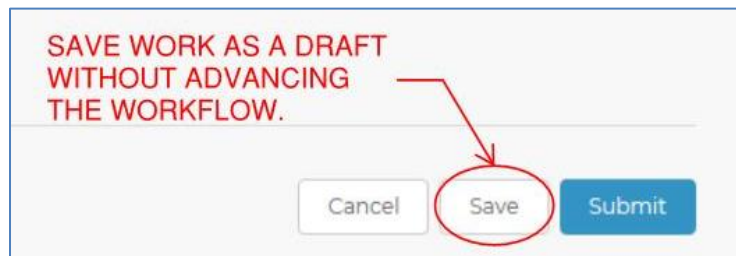 SAVE WORK AS A DRAFT
WITHOUT ADVANCING
THE WORKFLOW.
Cancel Save Submit